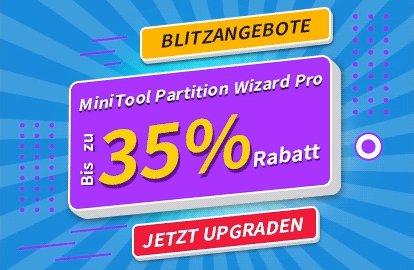 BLITZANGEBOTE
MiniTool Partition Wizard Pro
Bis zu 35% Rabatt
JETZT UPGRADEN